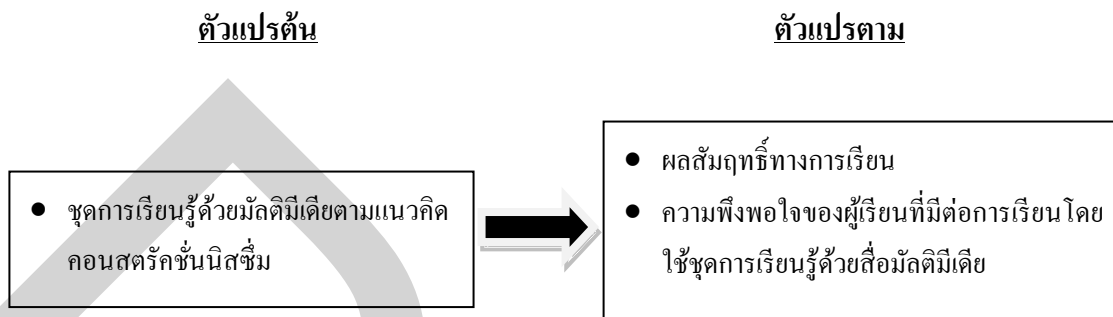 ตัวแปรต้น
ตัวแปรตาม
● ชุดการเรียนรู้ด้วยมัลติมีเดียตามแนวคิด
คอนสตรัคชั่นนิสซึ่ม
● ผลสัมฤทธิ์ทางการเรียน
● ความพึงพอใจของผู้เรียนที่มีต่อการเรียนโดย
ใช้ชุดการเรียนรู้ด้วยสื่อมัลติมีเดีย